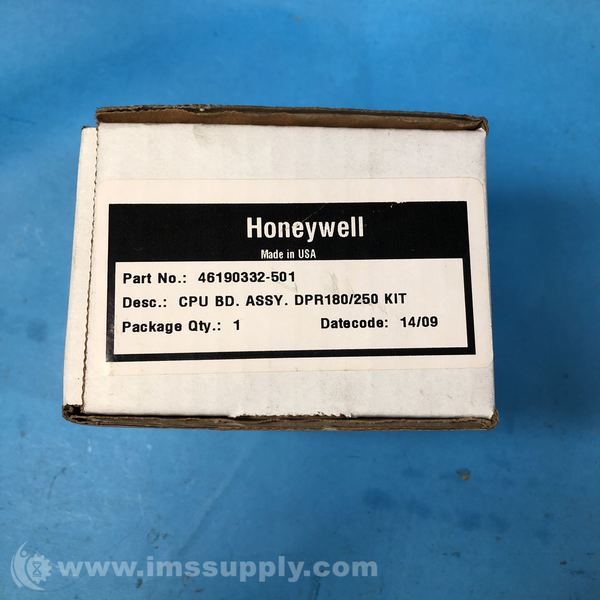 Honeywell
Made in USA
Part No.: 46190332-501
Desc.: CPU BD. ASSY. DPR180/250 KIT
Package Qty.: 1 Datecode: 14/09
www.imssupply.com